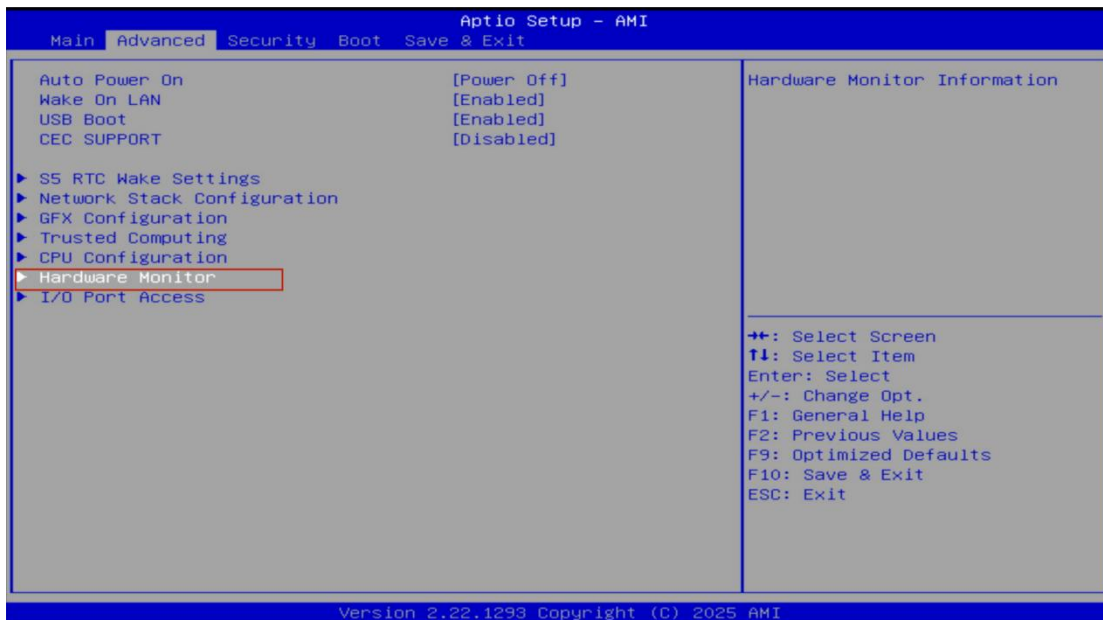 Aptio Setup – AMI
Main Advanced Security Boot Save & Exit
Auto Power On [Power Off]
Wake On LAN [Enabled]
USB Boot [Enabled]
CEC SUPPORT [Disabled]
▶ S5 RTC Wake Settings
▶ Network Stack Configuration
▶ GFX Configuration
▶ Trusted Computing
▶ CPU Configuration
▶ Hardware Monitor
▶ I/O Port Access
Hardware Monitor Information
→←: Select Screen
↑↓: Select Item
Enter: Select
+/-: Change Opt.
F1: General Help
F2: Previous Values
F9: Optimized Defaults
F10: Save & Exit
ESC: Exit
Version 2.22.1293 Copyright (C) 2025 AMI